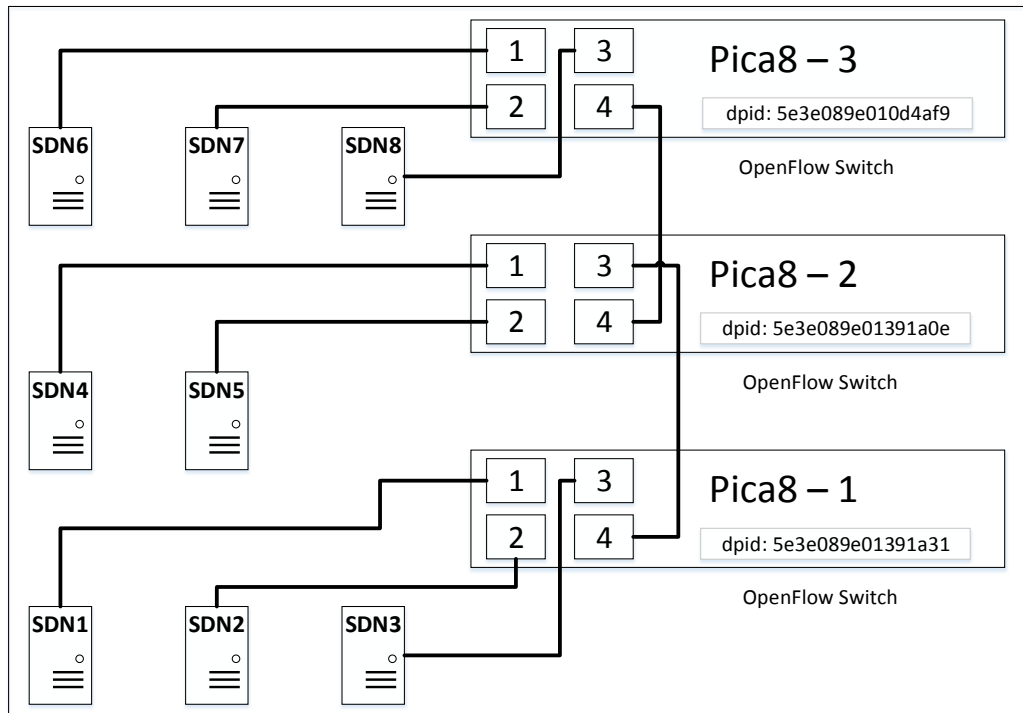 1
3
Pica8 – 3
2
4
dpid: 5e3e089e010d4af9
SDN6
SDN7
SDN8
OpenFlow Switch
1
3
Pica8 – 2
2
4
dpid: 5e3e089e01391a0e
SDN4
SDN5
OpenFlow Switch
1
3
Pica8 – 1
2
4
dpid: 5e3e089e01391a31
OpenFlow Switch
SDN1
SDN2
SDN3